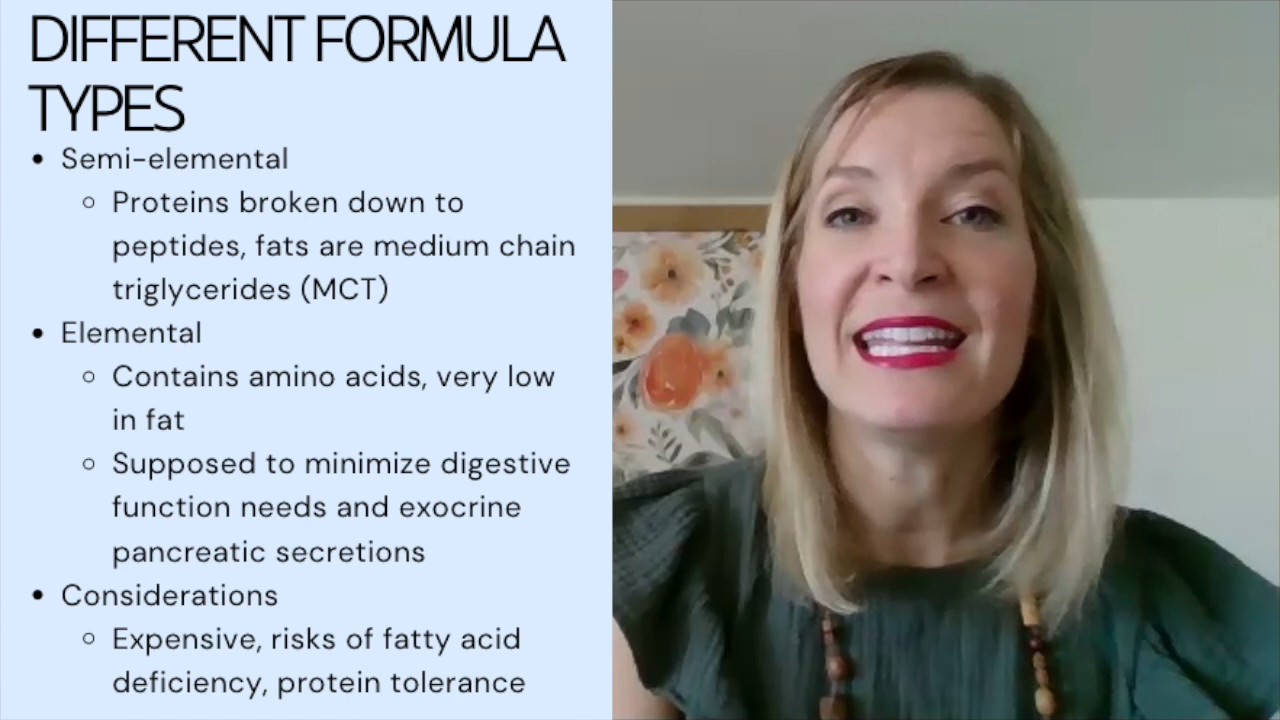 DIFFERENT FORMULA
TYPES
• Semi-elemental
○ Proteins broken down to
peptides, fats are medium chain
triglycerides (MCT)
• Elemental
○ Contains amino acids, very low
in fat
○ Supposed to minimize digestive
function needs and exocrine
pancreatic secretions
• Considerations
○ Expensive, risks of fatty acid
deficiency, protein tolerance